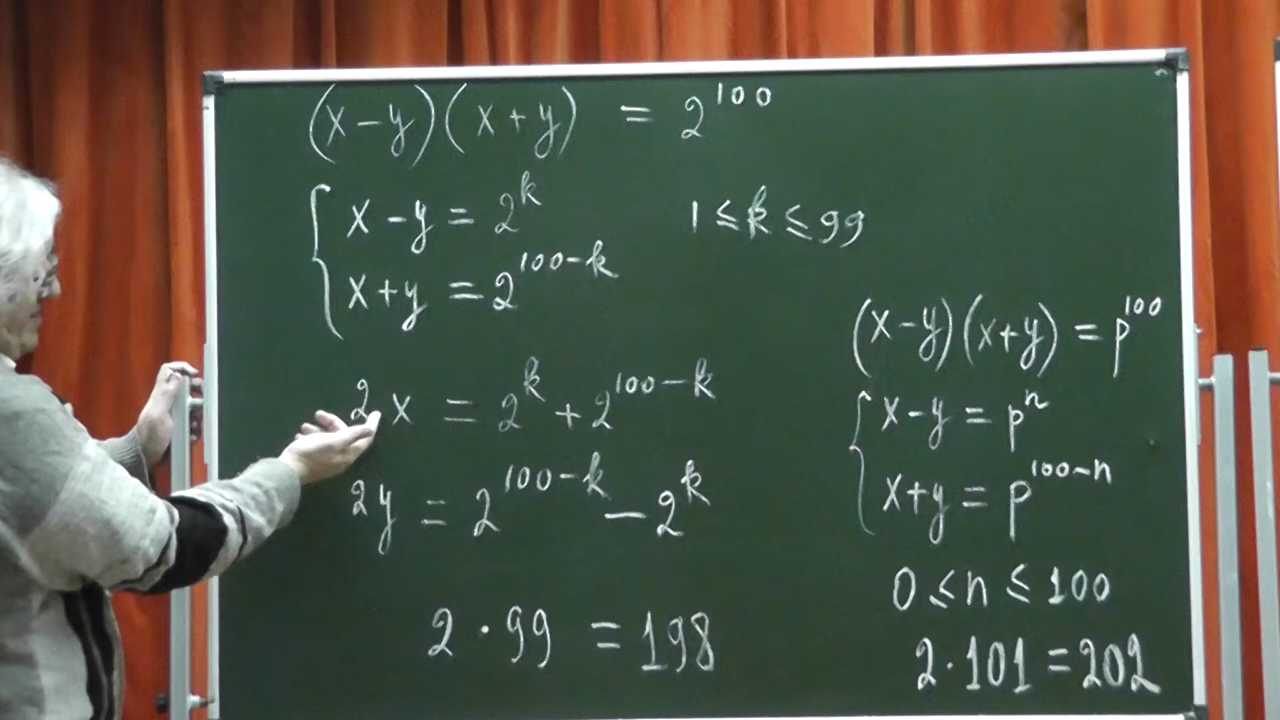 (x-y)(x+y) = 2^100
x-y = 2^k 1 ≤ k ≤ 99
x+y = 2^(100-k)
2x = 2^k + 2^(100-k)
2y = 2^(100-k) - 2^k
2·99 = 198
(x-y)(x+y) = p^100
x-y = p^n
x+y = p^(100-n)
0 ≤ n ≤ 100
2·101 = 202